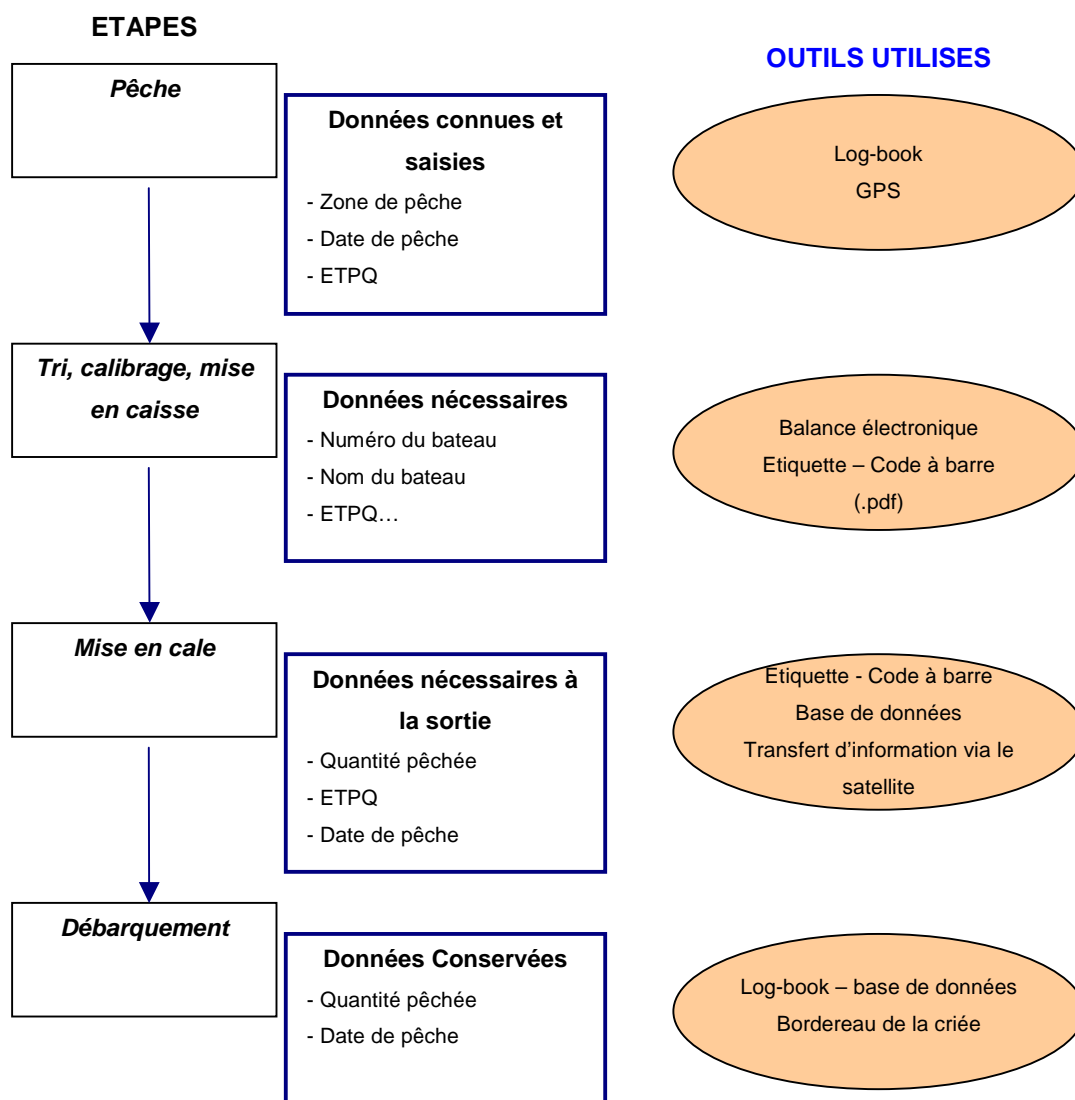 ETAPES
OUTILS UTILISES
Pêche
Données connues et
saisies
- Zone de pêche
- Date de pêche
- ETPQ
Log-book
GPS
Tri, calibrage, mise
en caisse
Données nécessaires
- Numéro du bateau
- Nom du bateau
- ETPQ…
Balance électronique
Etiquette – Code à barre
(.pdf)
Mise en cale
Données nécessaires à
la sortie
- Quantité pêchée
- ETPQ
- Date de pêche
Etiquette - Code à barre
Base de données
Transfert d'information via le
satellite
Débarquement
Données Conservées
- Quantité pêchée
- Date de pêche
Log-book – base de données
Bordereau de la criée